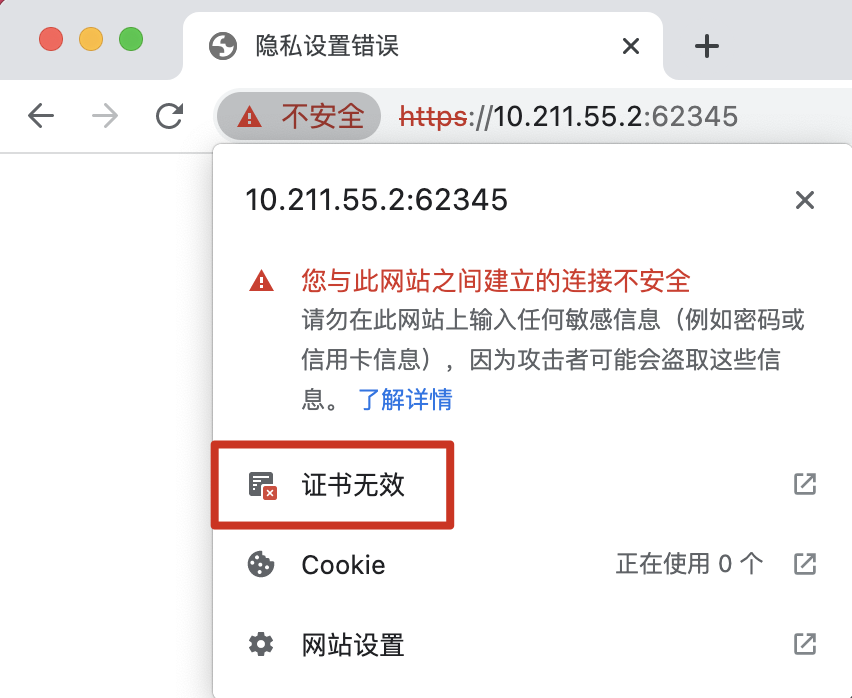 隐私设置错误
不安全 https://10.211.55.2:62345
10.211.55.2:62345
您与此网站之间建立的连接不安全
请勿在此网站上输入任何敏感信息（例如密码或
信用卡信息），因为攻击者可能会盗取这些信
息。 了解详情
证书无效
Cookie 正在使用 0 个
网站设置